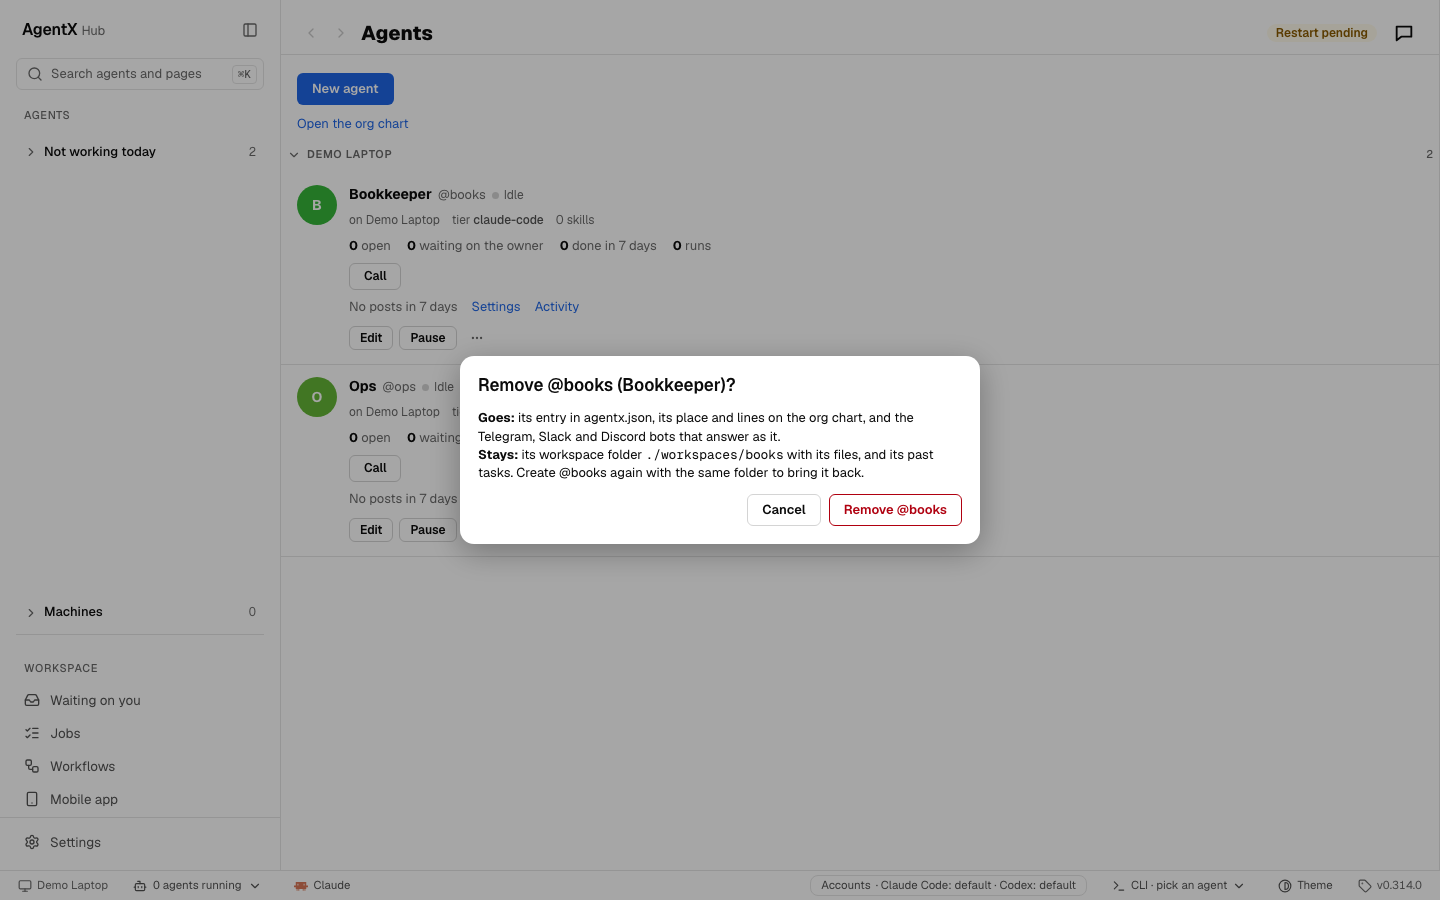 AgentX Hub
Search agents and pages ⌘K
AGENTS
Not working today 2
Machines 0
WORKSPACE
Waiting on you
Jobs
Workflows
Mobile app
Settings
Agents
Restart pending
New agent
Open the org chart
DEMO LAPTOP 2
B
Bookkeeper @books Idle
on Demo Laptop tier claude-code 0 skills
0 open 0 waiting on the owner 0 done in 7 days 0 runs
Call
No posts in 7 days Settings Activity
Edit Pause ···
O
Ops @ops Idle
on Demo Laptop
0 open 0 waiting
Call
No posts in 7 days
Edit Pause
Remove @books (Bookkeeper)?
Goes: its entry in agentx.json, its place and lines on the org chart, and the
Telegram, Slack and Discord bots that answer as it.
Stays: its workspace folder ./workspaces/books with its files, and its past
tasks. Create @books again with the same folder to bring it back.
Cancel Remove @books
Demo Laptop 0 agents running Claude Accounts · Claude Code: default · Codex: default CLI · pick an agent Theme v0.314.0